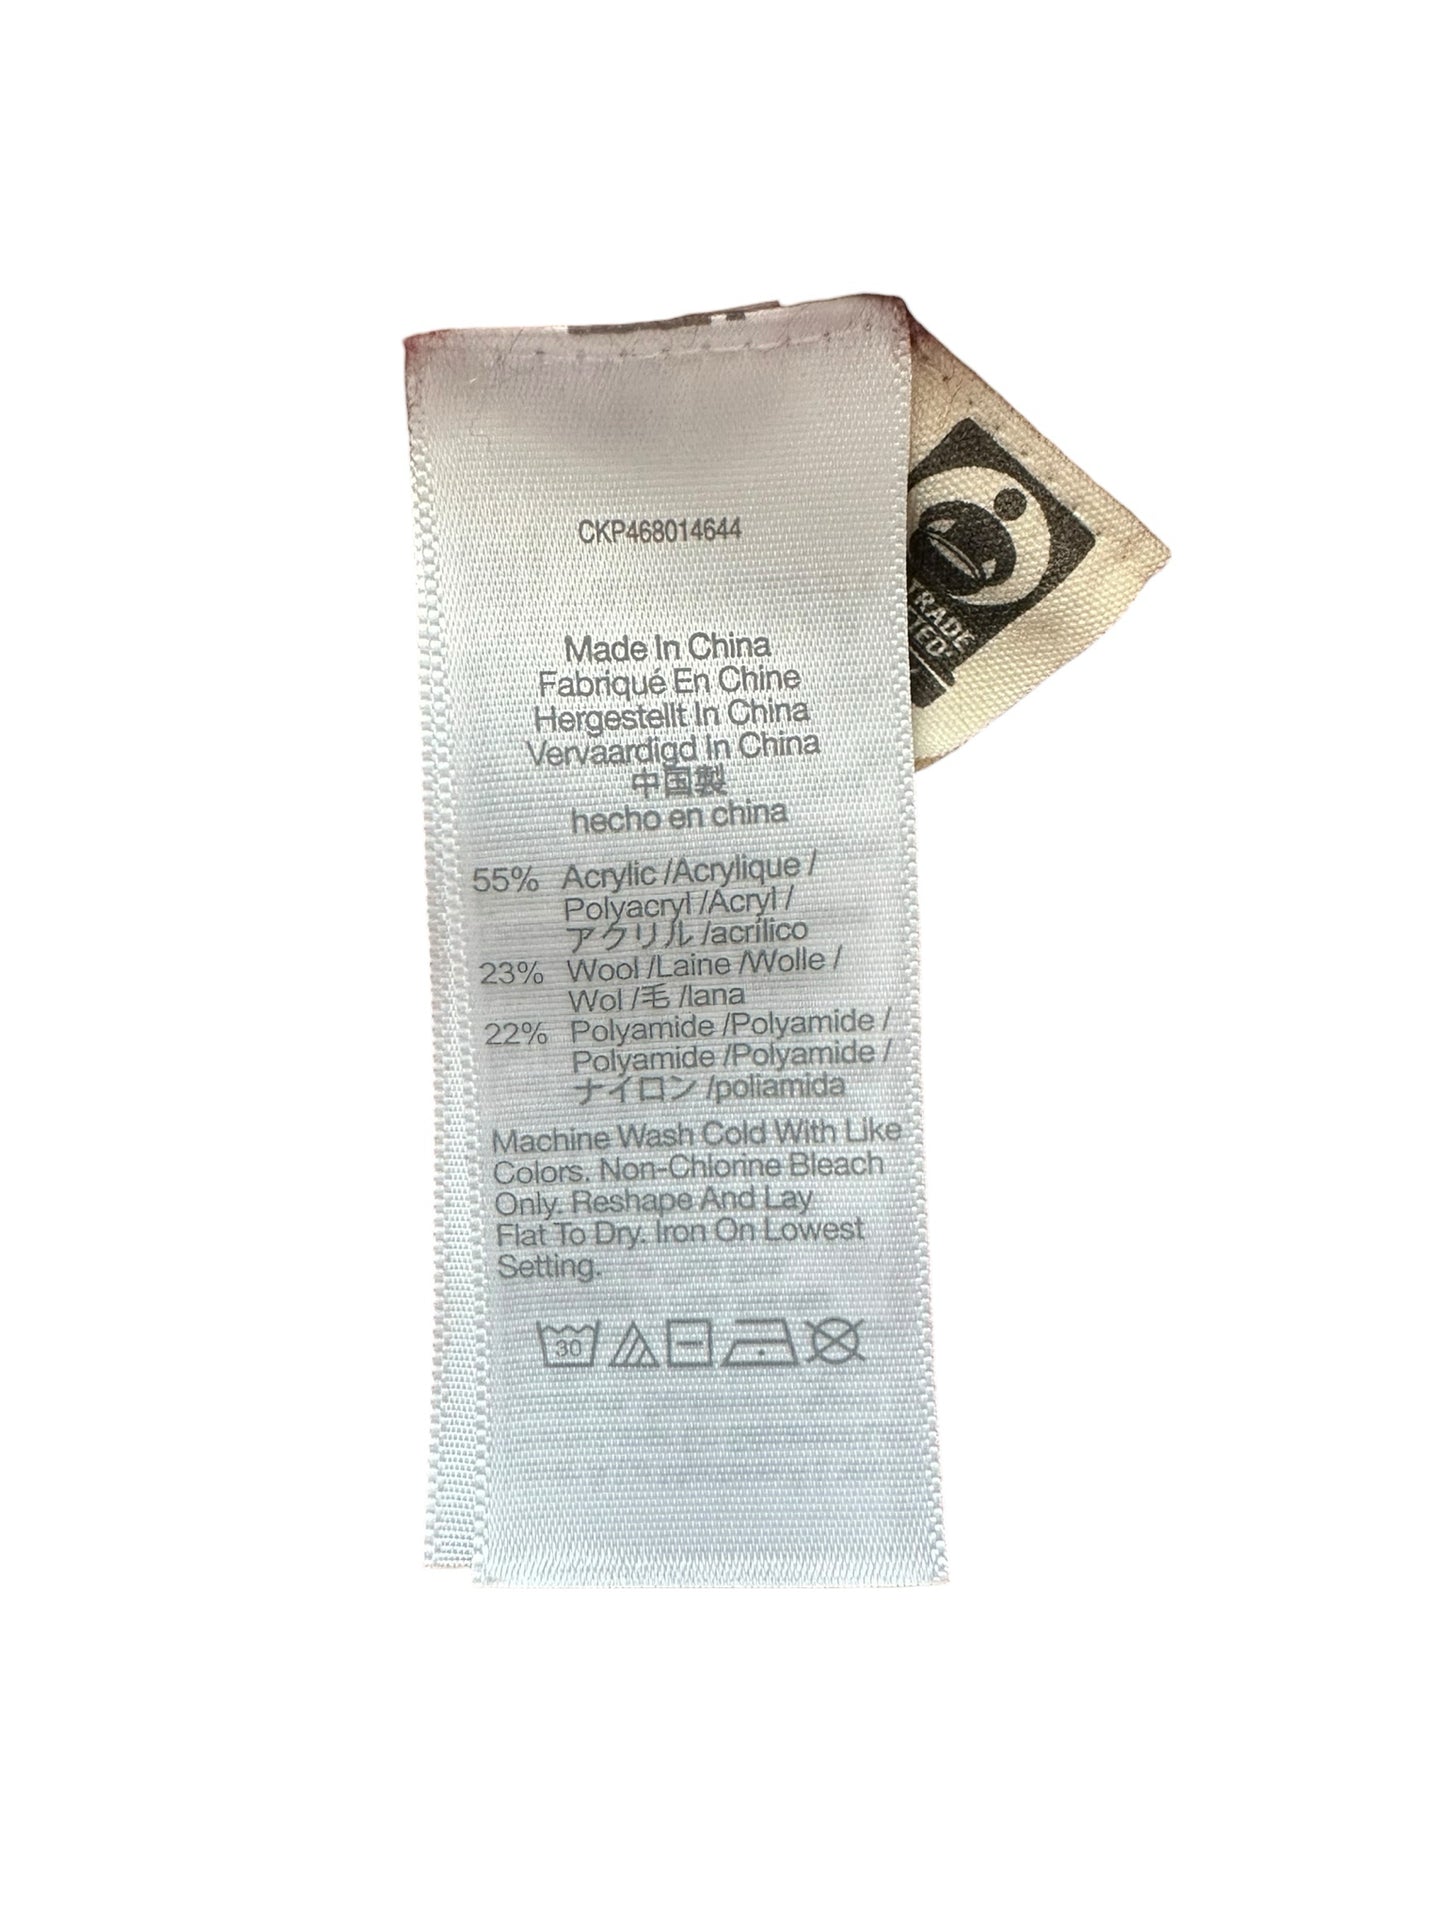 CKP468014644
Made In China
Fabriqué En Chine
Hergestellt In China
Vervaardigd In China
中国製
hecho en china
55% Acrylic /Acrylique /
Polyacryl /Acryl /
アクリル /acrílico
23% Wool /Laine /Wolle /
Wol /毛 /lana
22% Polyamide /Polyamide /
Polyamide /Polyamide /
ナイロン /poliamida
Machine Wash Cold With Like
Colors. Non-Chlorine Bleach
Only. Reshape And Lay
Flat To Dry. Iron On Lowest
Setting.
30
TRADE